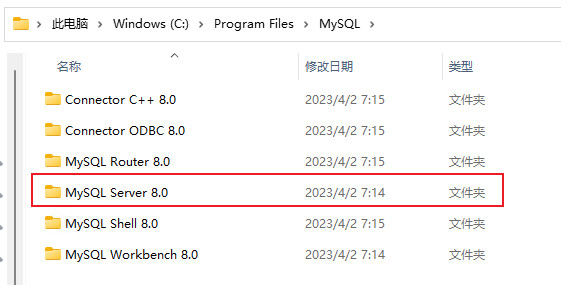 此电脑 > Windows (C:) > Program Files > MySQL >
名称 修改日期 类型
Connector C++ 8.0 2023/4/2 7:15 文件夹
Connector ODBC 8.0 2023/4/2 7:15 文件夹
MySQL Router 8.0 2023/4/2 7:15 文件夹
MySQL Server 8.0 2023/4/2 7:14 文件夹
MySQL Shell 8.0 2023/4/2 7:15 文件夹
MySQL Workbench 8.0 2023/4/2 7:14 文件夹